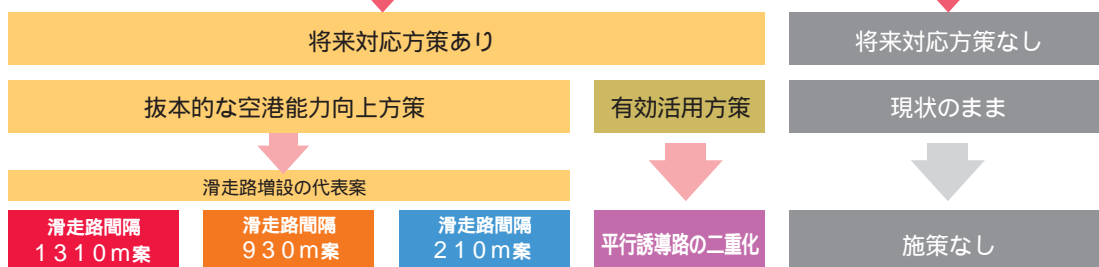 将来対応方策あり
将来対応方策なし
抜本的な空港能力向上方策
有効活用方策
現状のまま
滑走路増設の代表案
滑走路間隔
1310m案
滑走路間隔
930m案
滑走路間隔
210m案
平行誘導路の二重化
施策なし